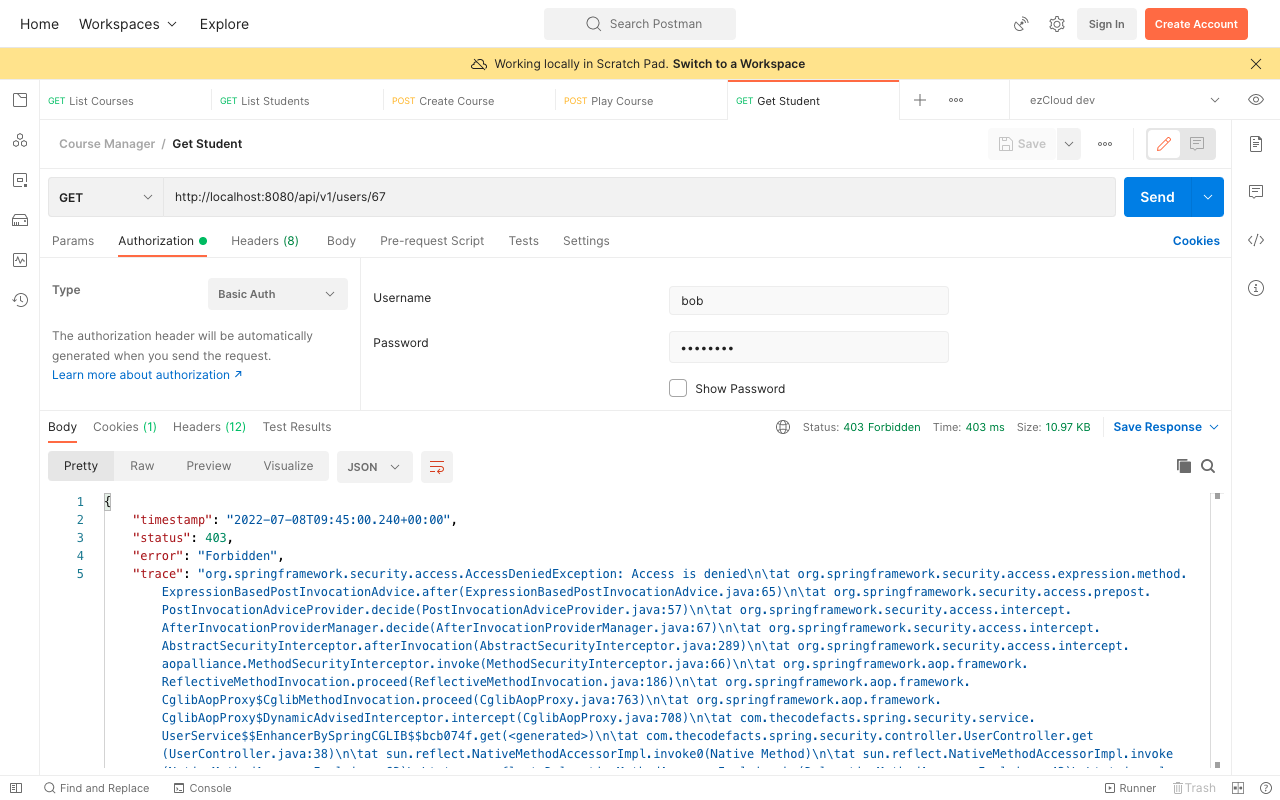 Home Workspaces Explore Search Postman Sign In Create Account
Working locally in Scratch Pad. Switch to a Workspace
GET List Courses GET List Students POST Create Course POST Play Course GET Get Student ezCloud dev
Course Manager / Get Student Save
GET http://localhost:8080/api/v1/users/67 Send
Params Authorization Headers (8) Body Pre-request Script Tests Settings Cookies
Type Basic Auth
The authorization header will be automatically
generated when you send the request.
Learn more about authorization ↗
Username bob
Password ••••••••
Show Password
Body Cookies (1) Headers (12) Test Results Status: 403 Forbidden Time: 403 ms Size: 10.97 KB Save Response
Pretty Raw Preview Visualize JSON
1 {
2 "timestamp": "2022-07-08T09:45:00.240+00:00",
3 "status": 403,
4 "error": "Forbidden",
5 "trace": "org.springframework.security.access.AccessDeniedException: Access is denied\n\tat org.springframework.security.access.expression.method.
ExpressionBasedPostInvocationAdvice.after(ExpressionBasedPostInvocationAdvice.java:65)\n\tat org.springframework.security.access.prepost.
PostInvocationAdviceProvider.decide(PostInvocationAdviceProvider.java:57)\n\tat org.springframework.security.access.intercept.
AfterInvocationProviderManager.decide(AfterInvocationProviderManager.java:67)\n\tat org.springframework.security.access.intercept.
AbstractSecurityInterceptor.afterInvocation(AbstractSecurityInterceptor.java:289)\n\tat org.springframework.security.access.intercept.
aopalliance.MethodSecurityInterceptor.invoke(MethodSecurityInterceptor.java:66)\n\tat org.springframework.aop.framework.
ReflectiveMethodInvocation.proceed(ReflectiveMethodInvocation.java:186)\n\tat org.springframework.aop.framework.
CglibAopProxy$CglibMethodInvocation.proceed(CglibAopProxy.java:763)\n\tat org.springframework.aop.framework.
CglibAopProxy$DynamicAdvisedInterceptor.intercept(CglibAopProxy.java:708)\n\tat com.thecodefacts.spring.security.service.
UserService$$EnhancerBySpringCGLIB$$bcb074f.get(<generated>)\n\tat com.thecodefacts.spring.security.controller.UserController.get
(UserController.java:38)\n\tat sun.reflect.NativeMethodAccessorImpl.invoke0(Native Method)\n\tat sun.reflect.NativeMethodAccessorImpl.invoke
Find and Replace Console Runner Trash